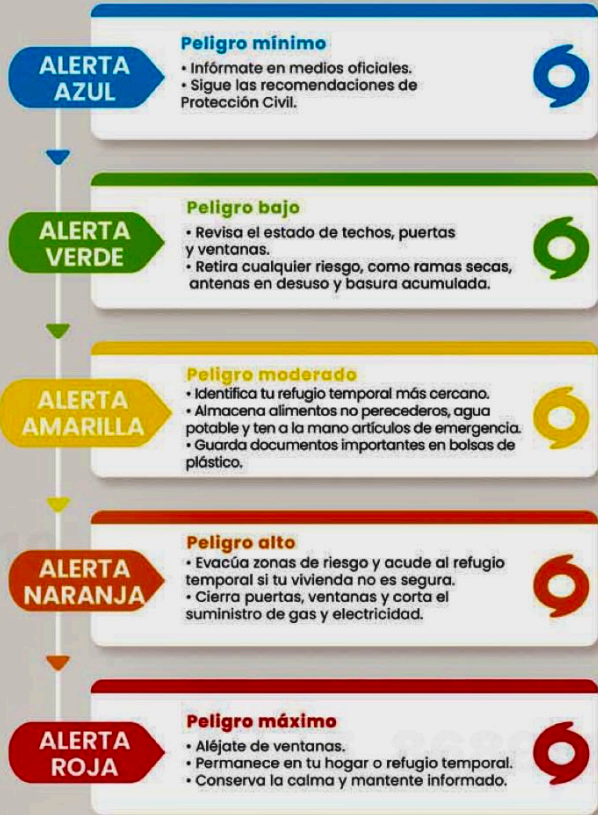 ALERTA
AZUL
Peligro mínimo
• Infórmate en medios oficiales.
• Sigue las recomendaciones de
Protección Civil.
ALERTA
VERDE
Peligro bajo
• Revisa el estado de techos, puertas
y ventanas.
• Retira cualquier riesgo, como ramas secas,
antenas en desuso y basura acumulada.
ALERTA
AMARILLA
Peligro moderado
• Identifica tu refugio temporal más cercano.
• Almacena alimentos no perecederos, agua
potable y ten a la mano artículos de emergencia.
• Guarda documentos importantes en bolsas de
plástico.
ALERTA
NARANJA
Peligro alto
• Evacúa zonas de riesgo y acude al refugio
temporal si tu vivienda no es segura.
• Cierra puertas, ventanas y corta el
suministro de gas y electricidad.
ALERTA
ROJA
Peligro máximo
• Aléjate de ventanas.
• Permanece en tu hogar o refugio temporal.
• Conserva la calma y mantente informado.